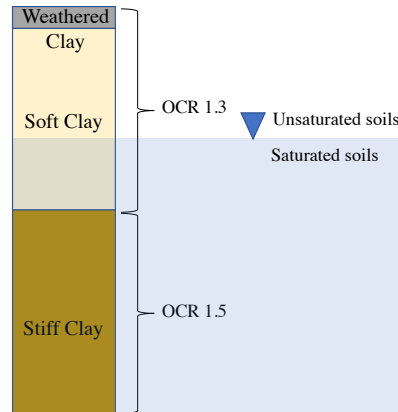 Weathered
Clay
OCR 1.3
Soft Clay
Unsaturated soils
Saturated soils
OCR 1.5
Stiff Clay